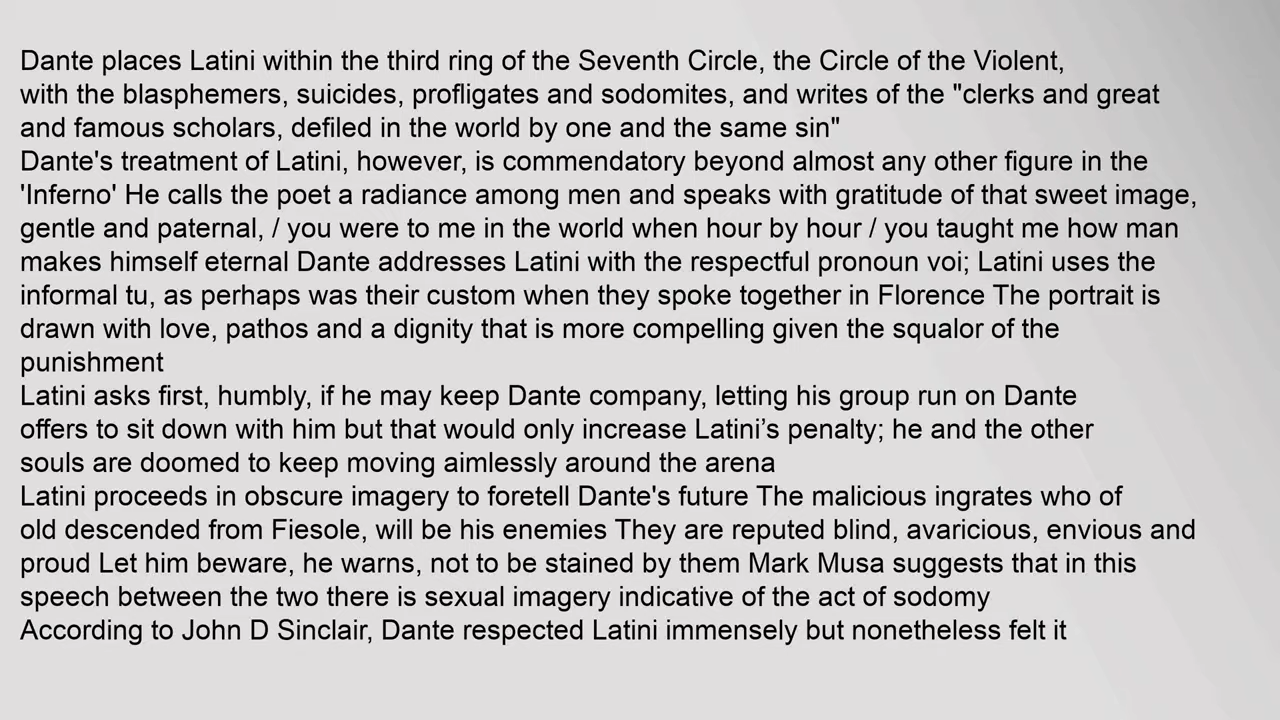 Dante places Latini within the third ring of the Seventh Circle, the Circle of the Violent,
with the blasphemers, suicides, profligates and sodomites, and writes of the "clerks and great
and famous scholars, defiled in the world by one and the same sin"
Dante's treatment of Latini, however, is commendatory beyond almost any other figure in the
'Inferno' He calls the poet a radiance among men and speaks with gratitude of that sweet image,
gentle and paternal, / you were to me in the world when hour by hour / you taught me how man
makes himself eternal Dante addresses Latini with the respectful pronoun voi; Latini uses the
informal tu, as perhaps was their custom when they spoke together in Florence The portrait is
drawn with love, pathos and a dignity that is more compelling given the squalor of the
punishment
Latini asks first, humbly, if he may keep Dante company, letting his group run on Dante
offers to sit down with him but that would only increase Latini’s penalty; he and the other
souls are doomed to keep moving aimlessly around the arena
Latini proceeds in obscure imagery to foretell Dante's future The malicious ingrates who of
old descended from Fiesole, will be his enemies They are reputed blind, avaricious, envious and
proud Let him beware, he warns, not to be stained by them Mark Musa suggests that in this
speech between the two there is sexual imagery indicative of the act of sodomy
According to John D Sinclair, Dante respected Latini immensely but nonetheless felt it